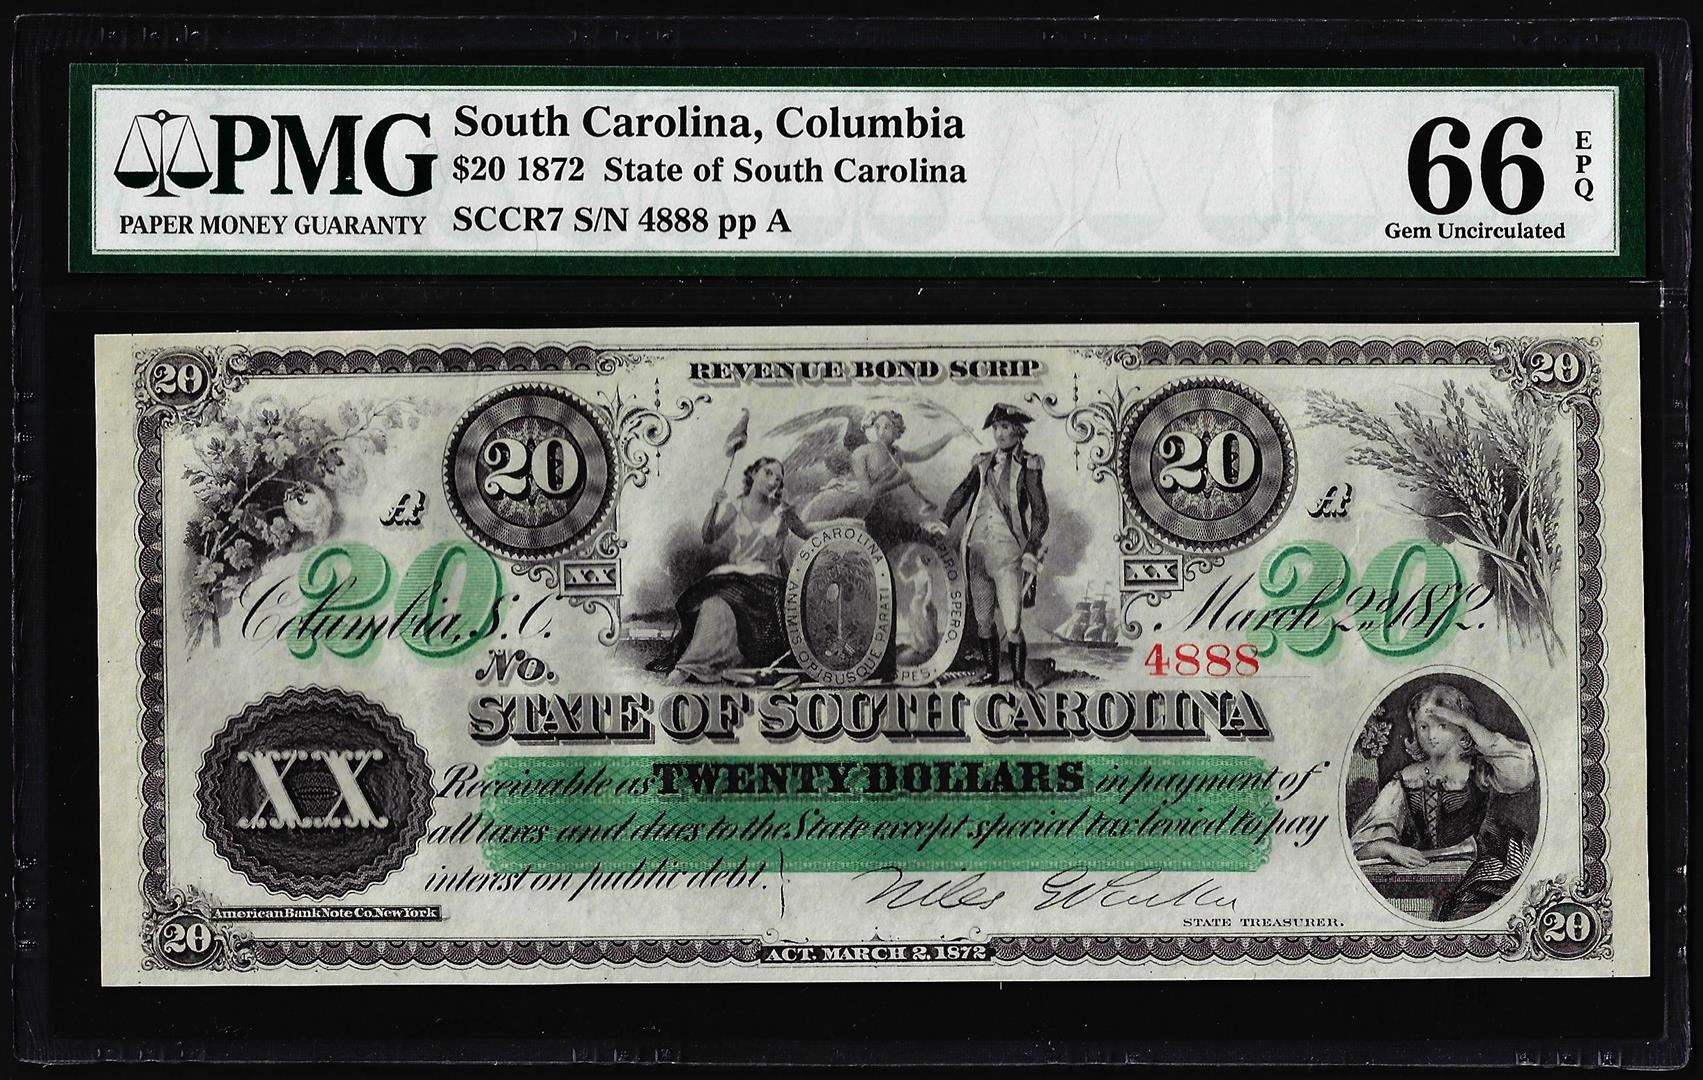 PMG
PAPER MONEY GUARANTY
South Carolina, Columbia
$20 1872 State of South Carolina
SCCR7 S/N 4888 pp A
66
EPQ
Gem Uncirculated
20
20
REVENUE BOND SCRIP
20
20
A
A
S. CAROLINA
ANIMIS OPIBUSQUE PARATI
SPIRO SPERO.
SPES.
XX
XX
20
20
Columbia, S.C.
March 2nd 1872.
No.
4888
STATE OF SOUTH CAROLINA
XX
Receivable as TWENTY DOLLARS in payment of
all taxes and dues to the State except special tax levied to pay
interest on public debt.
Niles G Parker
STATE TREASURER.
American Bank Note Co. New York
20
20
ACT. MARCH 2, 1872